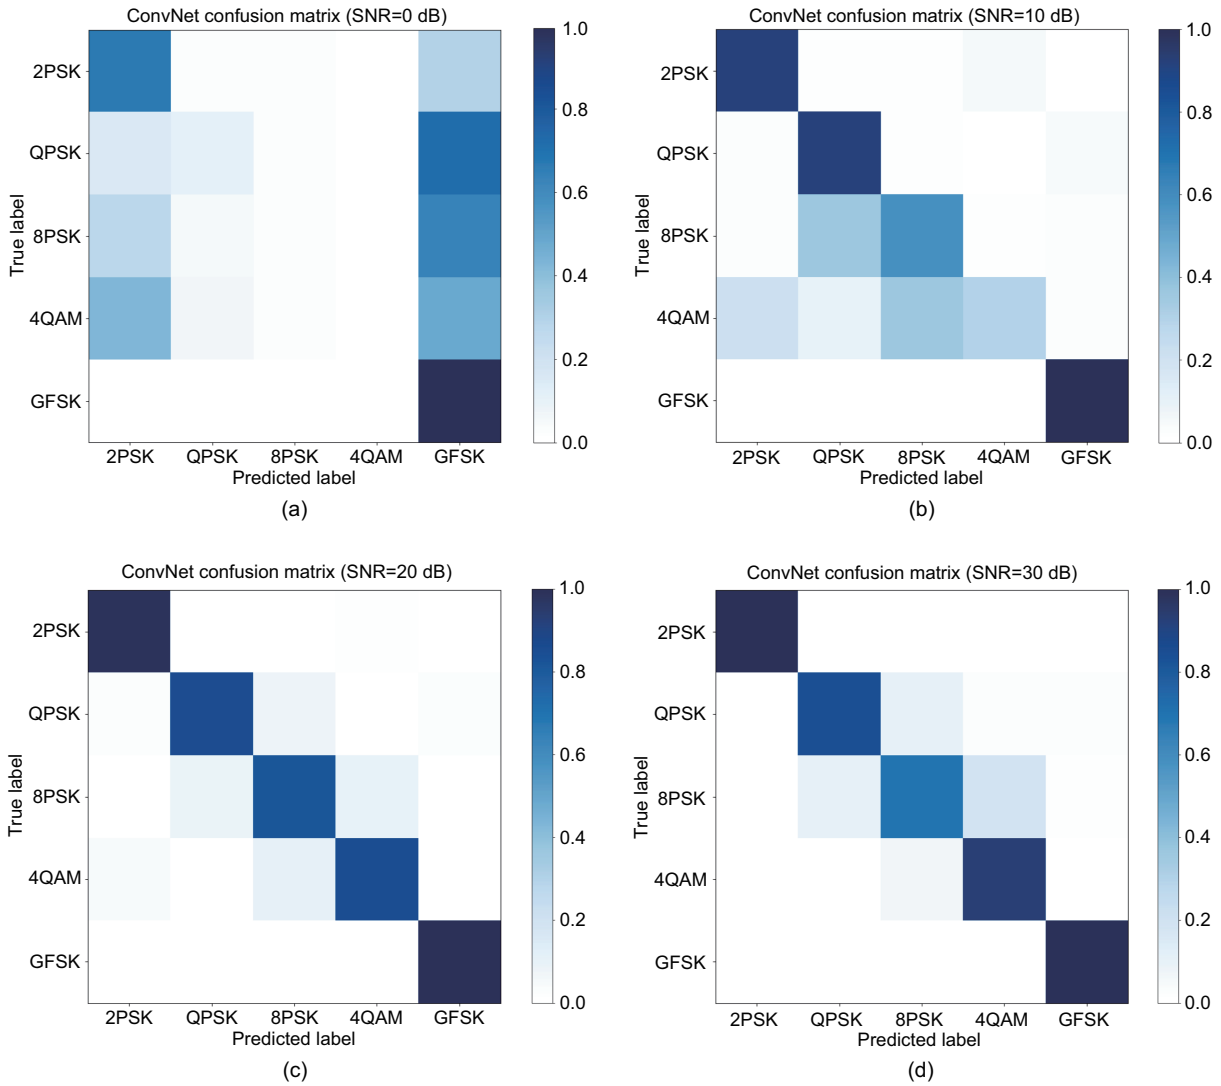 ConvNet confusion matrix (SNR=0 dB)
True label
2PSK
QPSK
8PSK
4QAM
GFSK
2PSK QPSK 8PSK 4QAM GFSK
Predicted label
1.0
0.8
0.6
0.4
0.2
0.0
(a)
ConvNet confusion matrix (SNR=10 dB)
True label
2PSK
QPSK
8PSK
4QAM
GFSK
2PSK QPSK 8PSK 4QAM GFSK
Predicted label
1.0
0.8
0.6
0.4
0.2
0.0
(b)
ConvNet confusion matrix (SNR=20 dB)
True label
2PSK
QPSK
8PSK
4QAM
GFSK
2PSK QPSK 8PSK 4QAM GFSK
Predicted label
1.0
0.8
0.6
0.4
0.2
0.0
(c)
ConvNet confusion matrix (SNR=30 dB)
True label
2PSK
QPSK
8PSK
4QAM
GFSK
2PSK QPSK 8PSK 4QAM GFSK
Predicted label
1.0
0.8
0.6
0.4
0.2
0.0
(d)